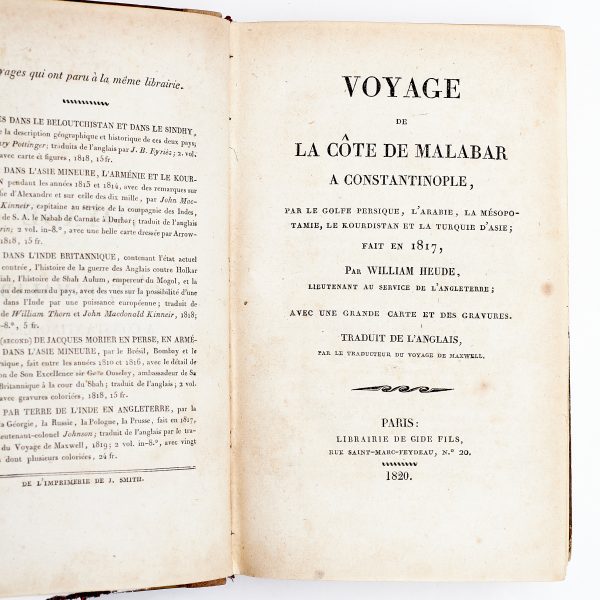 yages qui ont paru à la même librairie.
S DANS LE BELOUTCHISTAN ET DANS LE SINDHY,
e la description géographique et historique de ces deux pays;
ry Pottinger; traduits de l'anglais par J. B. Eyriès; 2 vol.
avec carte et figures, 1818, 15 fr.
DANS L'ASIE MINEURE, L'ARMÉNIE ET LE KOUR-
N pendant les années 1813 et 1814, avec des remarques sur
he d'Alexandre et sur celle des dix mille, par John Mac-
Kinneir, capitaine au service de la compagnie des Indes,
de S. A. le Nabab de Carnate à Durbar; traduit de l'anglais
rin; 2 vol. in-8.°, avec une belle carte dressée par Arrow-
1818, 15 fr.
DANS L'INDE BRITANNIQUE, contenant l'état actuel
contrée, l'histoire de la guerre des Anglais contre Holkar
iah, l'histoire de Shah Aulum, empereur du Mogol, et la
ou des mœurs du pays, avec des vues sur la possibilité d'une
dans l'Inde par une puissance européenne; traduit de
de William Thorn et John Macdonald Kinneir, 1818;
.°, 5 fr.
(SECOND) DE JACQUES MORIER EN PERSE, EN ARMÉ-
DANS L'ASIE MINEURE, par le Brésil, Bombay et le
rsique, fait entre les années 1810 et 1816, avec le détail de
on de Son Excellence sir Gore Ouseley, ambassadeur de Sa
Britannique à la cour du Shah; traduit de l'anglais, 2 vol.
avec gravures coloriées, 1818, 15 fr.
PAR TERRE DE L'INDE EN ANGLETERRE, par la
la Géorgie, la Russie, la Pologne, la Prusse, fait en 1817,
eutenant-colonel Johnson; traduit de l'anglais par le tra-
du Voyage de Maxwell, 1819; 2 vol. in-8.°, avec vingt
dont plusieurs coloriées, 24 fr.
DE L'IMPRIMERIE DE J. SMITH.
VOYAGE
DE
LA CÔTE DE MALABAR
A CONSTANTINOPLE,
PAR LE GOLFE PERSIQUE, L'ARABIE, LA MÉSOPO-
TAMIE, LE KOURDISTAN ET LA TURQUIE D'ASIE;
FAIT EN 1817,
PAR WILLIAM HEUDE,
LIEUTENANT AU SERVICE DE L'ANGLETERRE;
AVEC UNE GRANDE CARTE ET DES GRAVURES.
TRADUIT DE L'ANGLAIS,
PAR LE TRADUCTEUR DU VOYAGE DE MAXWELL.
PARIS:
LIBRAIRIE DE GIDE FILS,
RUE SAINT-MARC-FEYDEAU, N.° 20.
1820.